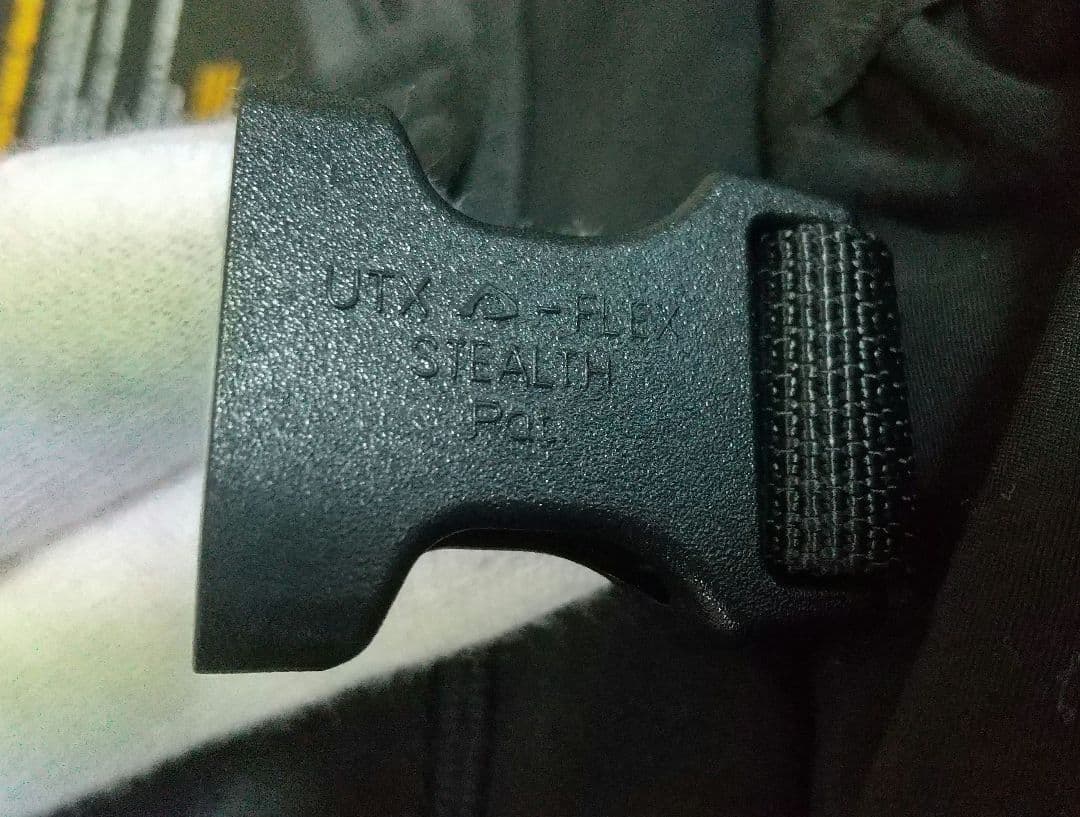 UTX -FLEX
STEALTH
Pat.